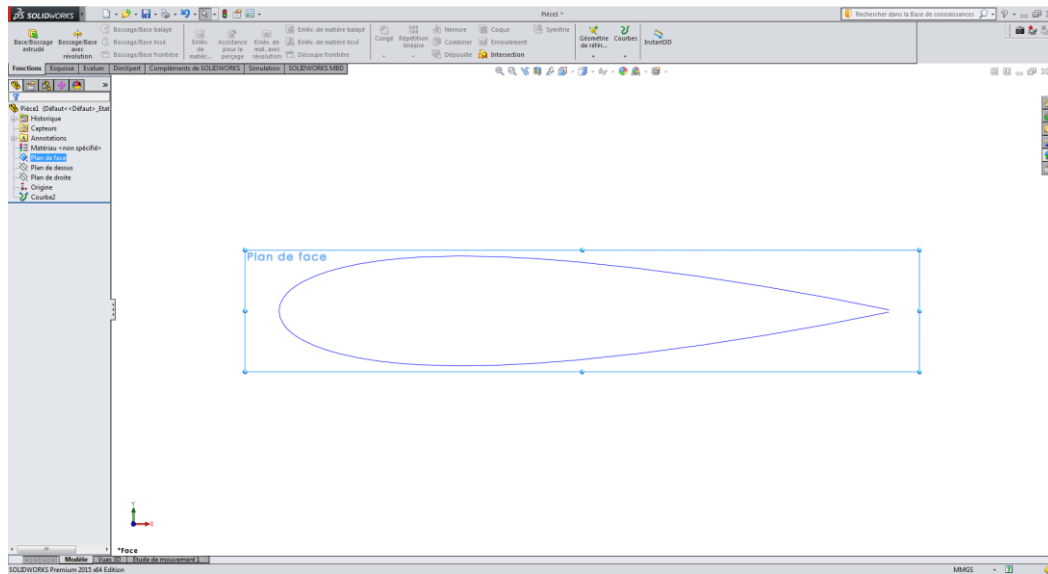 SOLIDWORKS
Pièce1 *
Rechercher dans la Base de connaissances
Base/Bossage extrudé
Bossage/Base avec révolution
Bossage/Base balayé
Bossage/Base lissé
Bossage/Base frontière
Enlèv. de matièr...
Assistance pour le perçage
Enlèv. de mat. avec révolution
Enlèv. de matière balayé
Enlèv. de matière lissé
Découpe frontière
Congé
Répétition linéaire
Nervure
Combiner
Dépouille
Coque
Enroulement
Intersection
Symétrie
Géométrie de référ...
Courbes
Instant3D
Fonctions Esquisse Evaluer DimXpert Compléments de SOLIDWORKS Simulation SOLIDWORKS MBD
Pièce1 (Défaut<<Défaut>_Etat
Historique
Capteurs
Annotations
Matériau <non spécifié>
Plan de face
Plan de dessus
Plan de droite
Origine
Courbe2
Plan de face
Y
X
*Face
Modèle Vues 3D Etude de mouvement 1
SOLIDWORKS Premium 2015 x64 Edition
MMGS